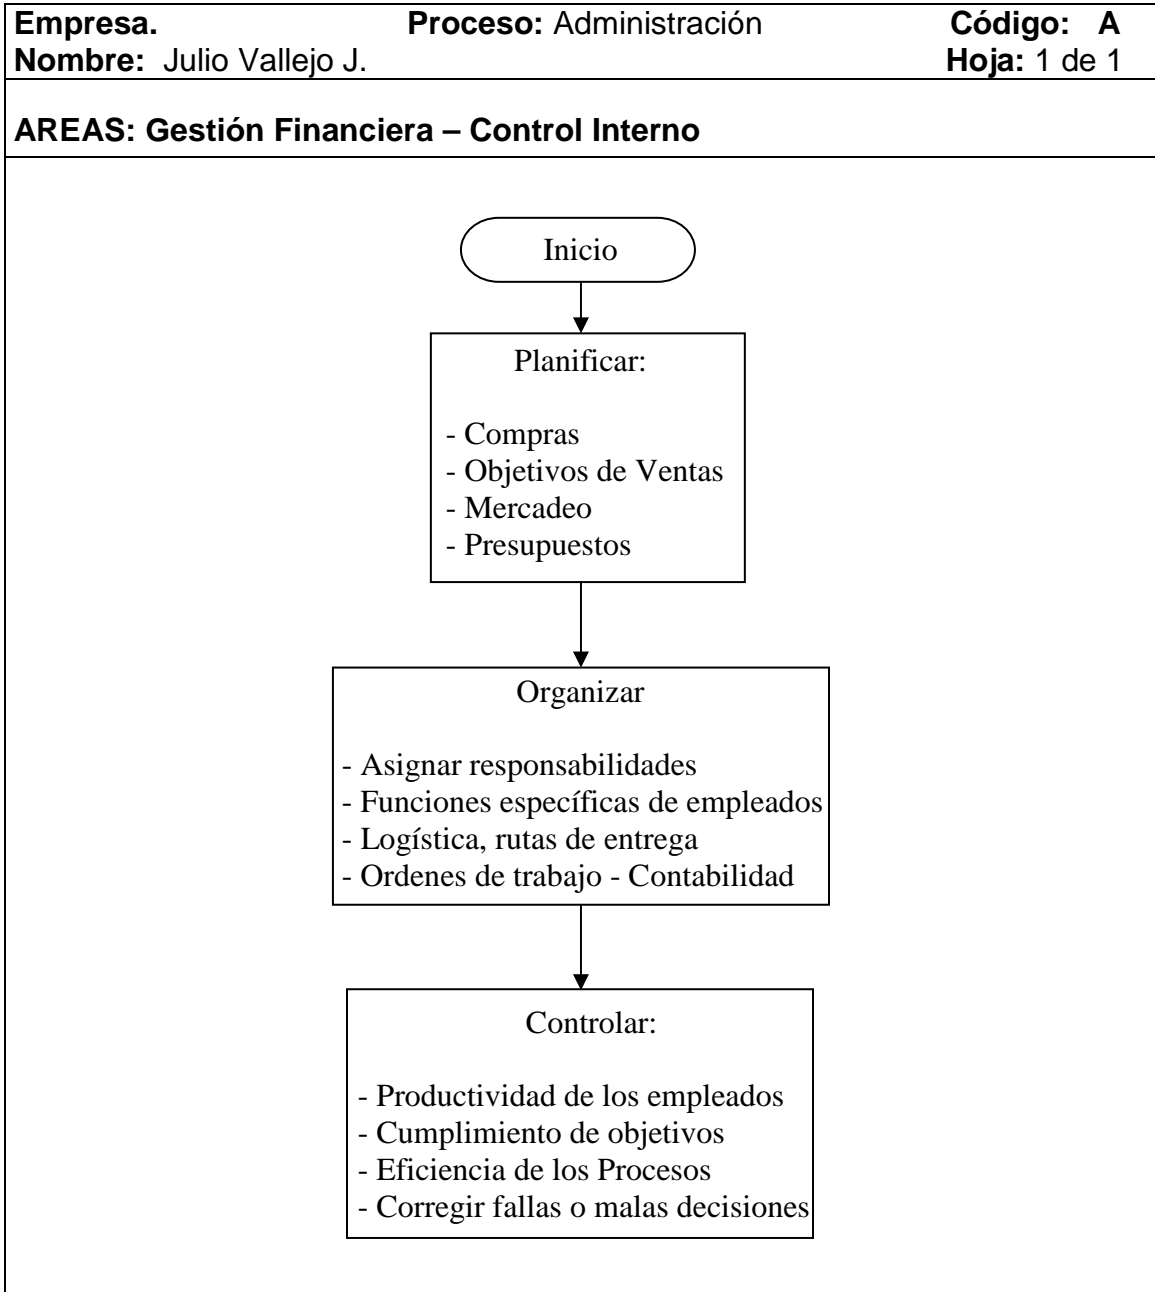 Empresa. Proceso: Administración Código: A
Nombre: Julio Vallejo J. Hoja: 1 de 1
AREAS: Gestión Financiera – Control Interno
Inicio
Planificar:
- Compras
- Objetivos de Ventas
- Mercadeo
- Presupuestos
Organizar
- Asignar responsabilidades
- Funciones específicas de empleados
- Logística, rutas de entrega
- Ordenes de trabajo - Contabilidad
Controlar:
- Productividad de los empleados
- Cumplimiento de objetivos
- Eficiencia de los Procesos
- Corregir fallas o malas decisiones